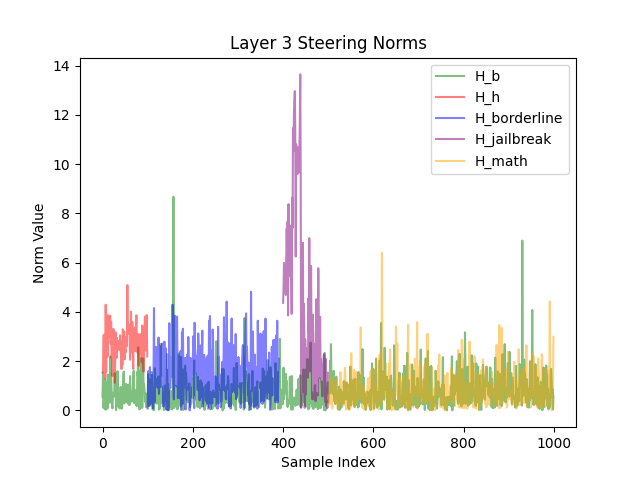 Layer 3 Steering Norms
14
12
10
8
6
4
2
0
Norm Value
H_b
H_h
H_borderline
H_jailbreak
H_math
0 200 400 600 800 1000
Sample Index